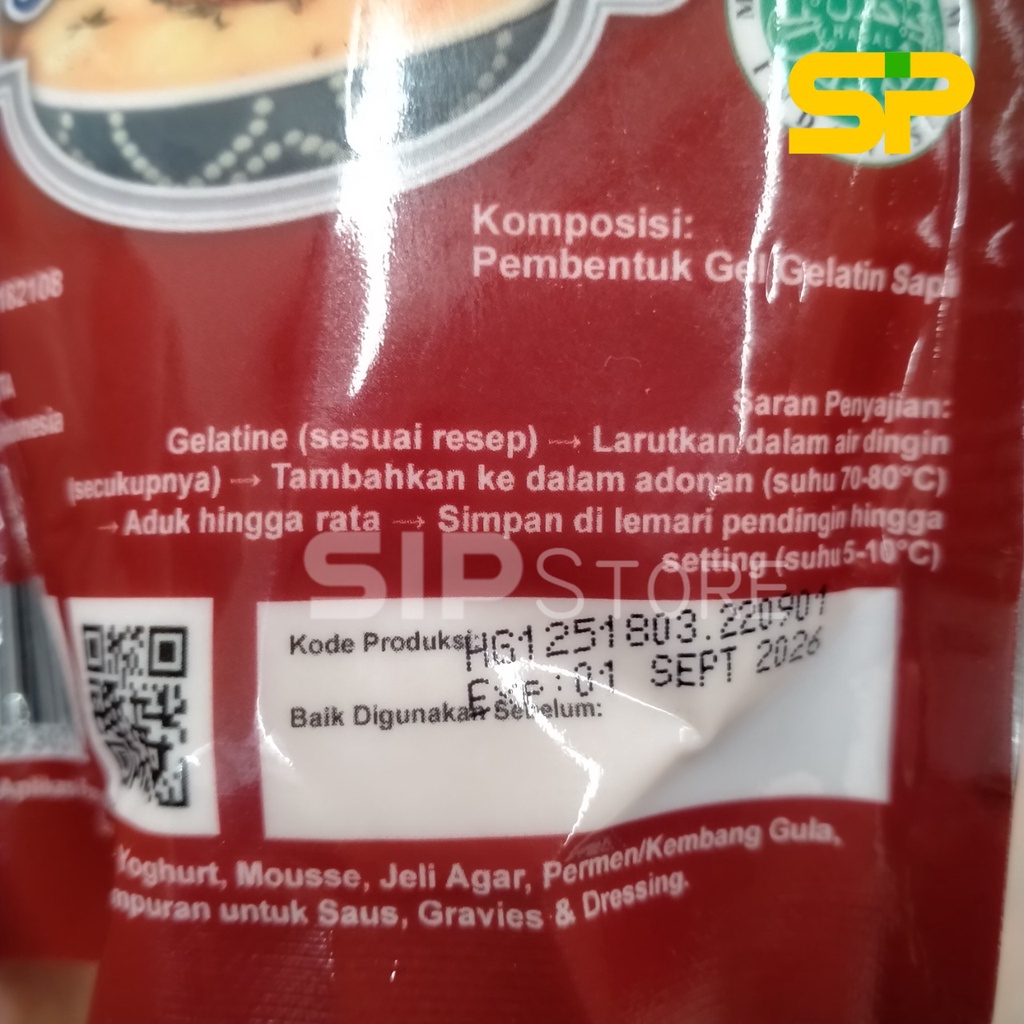 SIP
Komposisi:
Pembentuk Gel Gelatin Sapi
182108
Saran Penyajian:
Gelatine (sesuai resep) → Larutkan dalam air dingin
(secukupnya) → Tambahkan ke dalam adonan (suhu 70-80°C)
→ Aduk hingga rata → Simpan di lemari pendingin hingga
setting (suhu 5-10°C)
SIP STORE
Kode Produksi:
HG1251803.220901
Exp:01 SEPT 2026
Baik Digunakan Sebelum:
Yoghurt, Mousse, Jeli Agar, Permen/Kembang Gula,
untuk Saus, Gravies & Dressing.